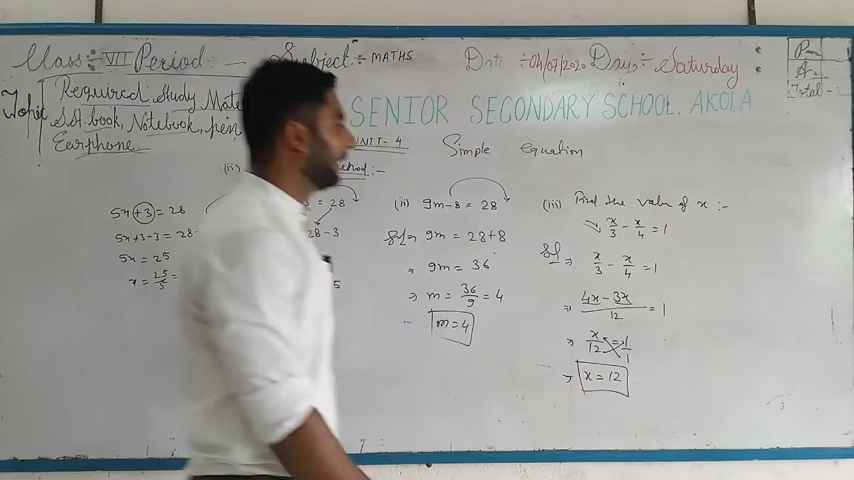 Class :- VII Period :- — Subject :- MATHS Date :- 04/07/2020 Day :- Saturday
Topic
Required Study Mate
Sst book, Notebook, pen
Earphone.
SENIOR SECONDARY SCHOOL, AKOLA
Total -
UNIT-4 Simple equation
(ii) method :-
5x+3 = 28
5x+3-3 = 28-
5x = 25
x = 25/5 =
= 28
28-3
5
(ii) 9m-8 = 28
Sol⇒ 9m = 28+8
9m = 36
⇒ m = 36/9 = 4
m = 4
(iii) Find the value of x :-
x/3 - x/4 = 1
Sol ⇒ x/3 - x/4 = 1
⇒ 4x - 3x/12 = 1
⇒ x/12 = 1/1
⇒ x = 12